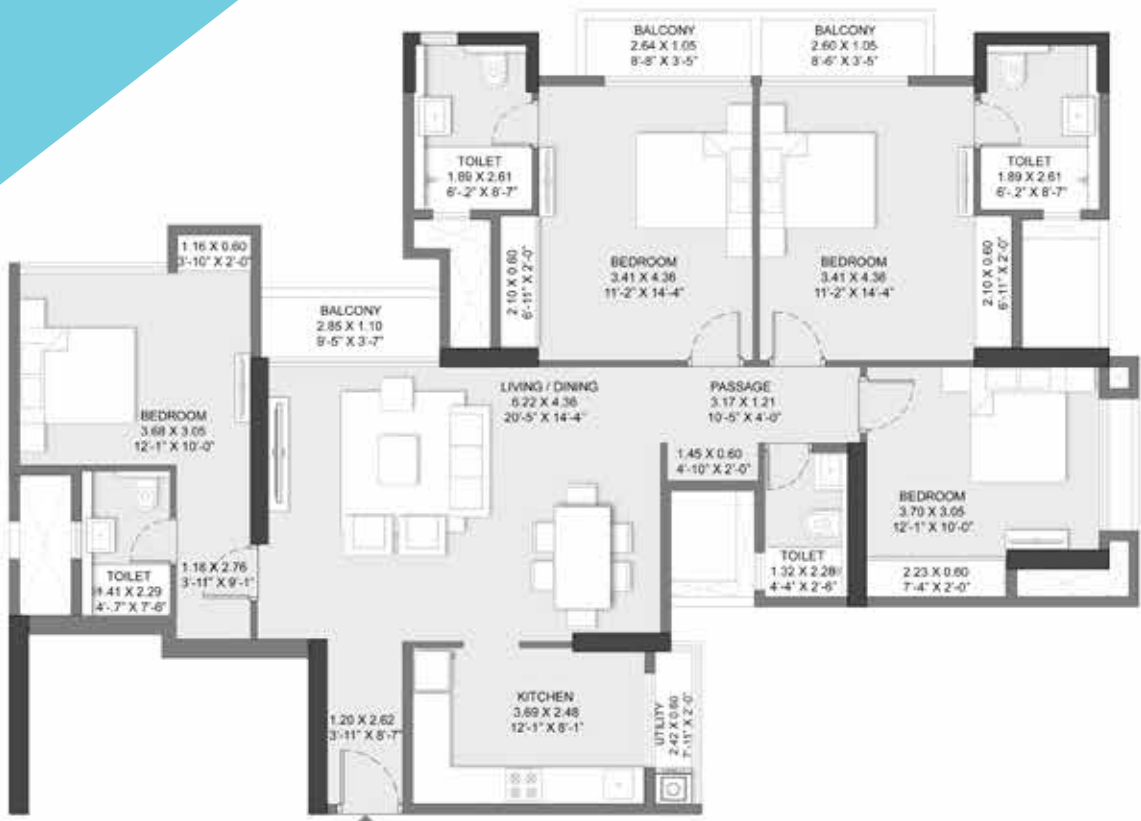 BALCONY
2.64 X 1.05
8'-8" X 3'-5"
BALCONY
2.60 X 1.05
8'-6" X 3'-5"
TOILET
1.89 X 2.61
6'-.2" X 8'-7"
TOILET
1.89 X 2.61
6'-.2" X 8'-7"
1.16 X 0.60
3'-10" X 2'-0"
BEDROOM
3.41 X 4.36
11'-2" X 14'-4"
BEDROOM
3.41 X 4.36
11'-2" X 14'-4"
2.10 X 0.60
6'-11" X 2'-0"
2.10 X 0.60
6'-11" X 2'-0"
BALCONY
2.85 X 1.10
9'-5" X 3'-7"
LIVING / DINING
6.22 X 4.36
20'-5" X 14'-4"
PASSAGE
3.17 X 1.21
10'-5" X 4'-0"
BEDROOM
3.68 X 3.05
12'-1" X 10'-0"
1.45 X 0.60
4'-10" X 2'-0"
BEDROOM
3.70 X 3.05
12'-1" X 10'-0"
TOILET
1.41 X 2.29
4'-.7" X 7'-6"
1.18 X 2.76
3'-11" X 9'-1"
TOILET
1.32 X 2.28
4'-4" X 2'-6"
2.23 X 0.60
7'-4" X 2'-0"
1.20 X 2.62
3'-11" X 8'-7"
KITCHEN
3.69 X 2.48
12'-1" X 8'-1"
UTILITY
2.42 X 0.60
7'-11" X 2'-0"